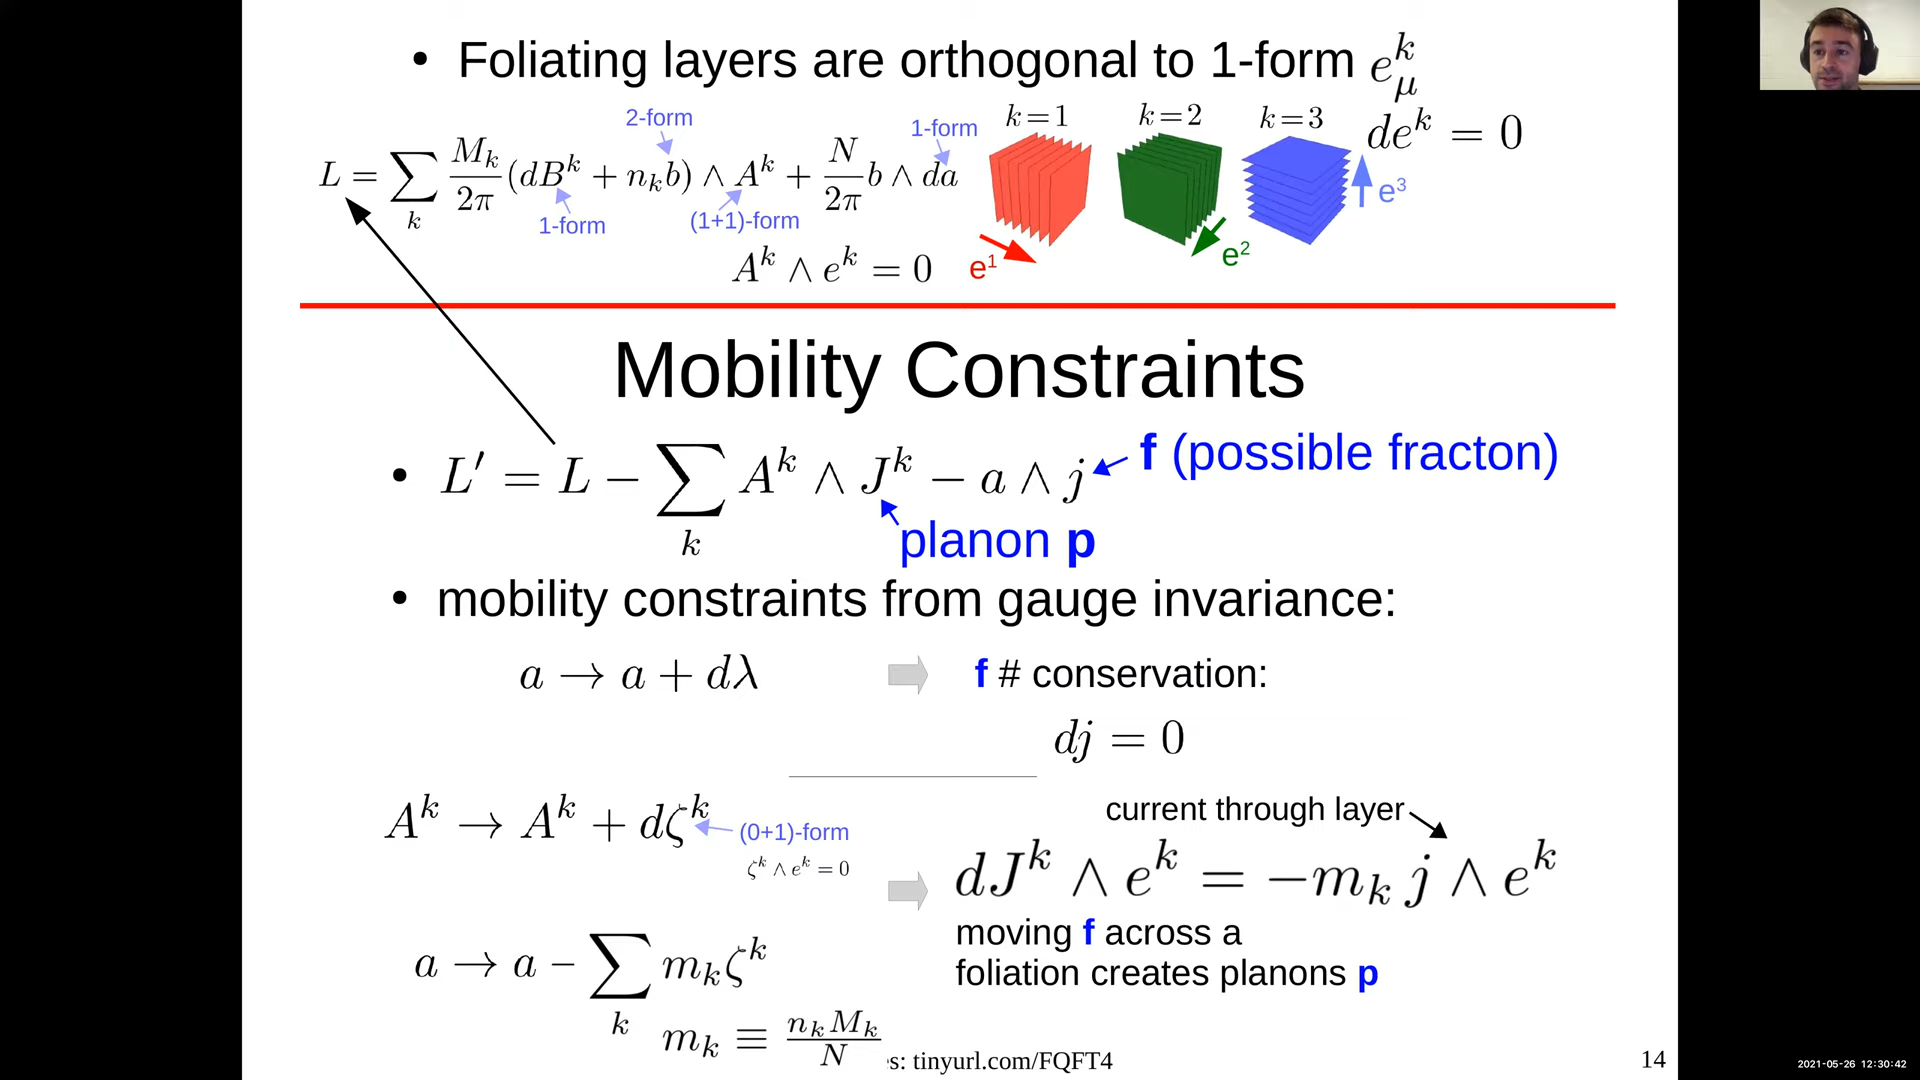 • Foliating layers are orthogonal to 1-form e^k_μ
2-form
1-form
k=1
k=2
k=3
de^k = 0
L = ∑_k M_k/2π (dB^k + n_k b) ∧ A^k + N/2π b ∧ da
1-form
(1+1)-form
A^k ∧ e^k = 0
e^1
e^2
e^3
Mobility Constraints
• L′ = L − ∑_k A^k ∧ J^k − a ∧ j
f (possible fracton)
planon p
• mobility constraints from gauge invariance:
a → a + dλ
f # conservation:
dj = 0
A^k → A^k + dζ^k
(0+1)-form
ζ^k ∧ e^k = 0
current through layer
dJ^k ∧ e^k = −m_k j ∧ e^k
moving f across a
foliation creates planons p
a → a – ∑_k m_k ζ^k
m_k ≡ n_k M_k / N
s: tinyurl.com/FQFT4
14
2021-05-26 12:30:42